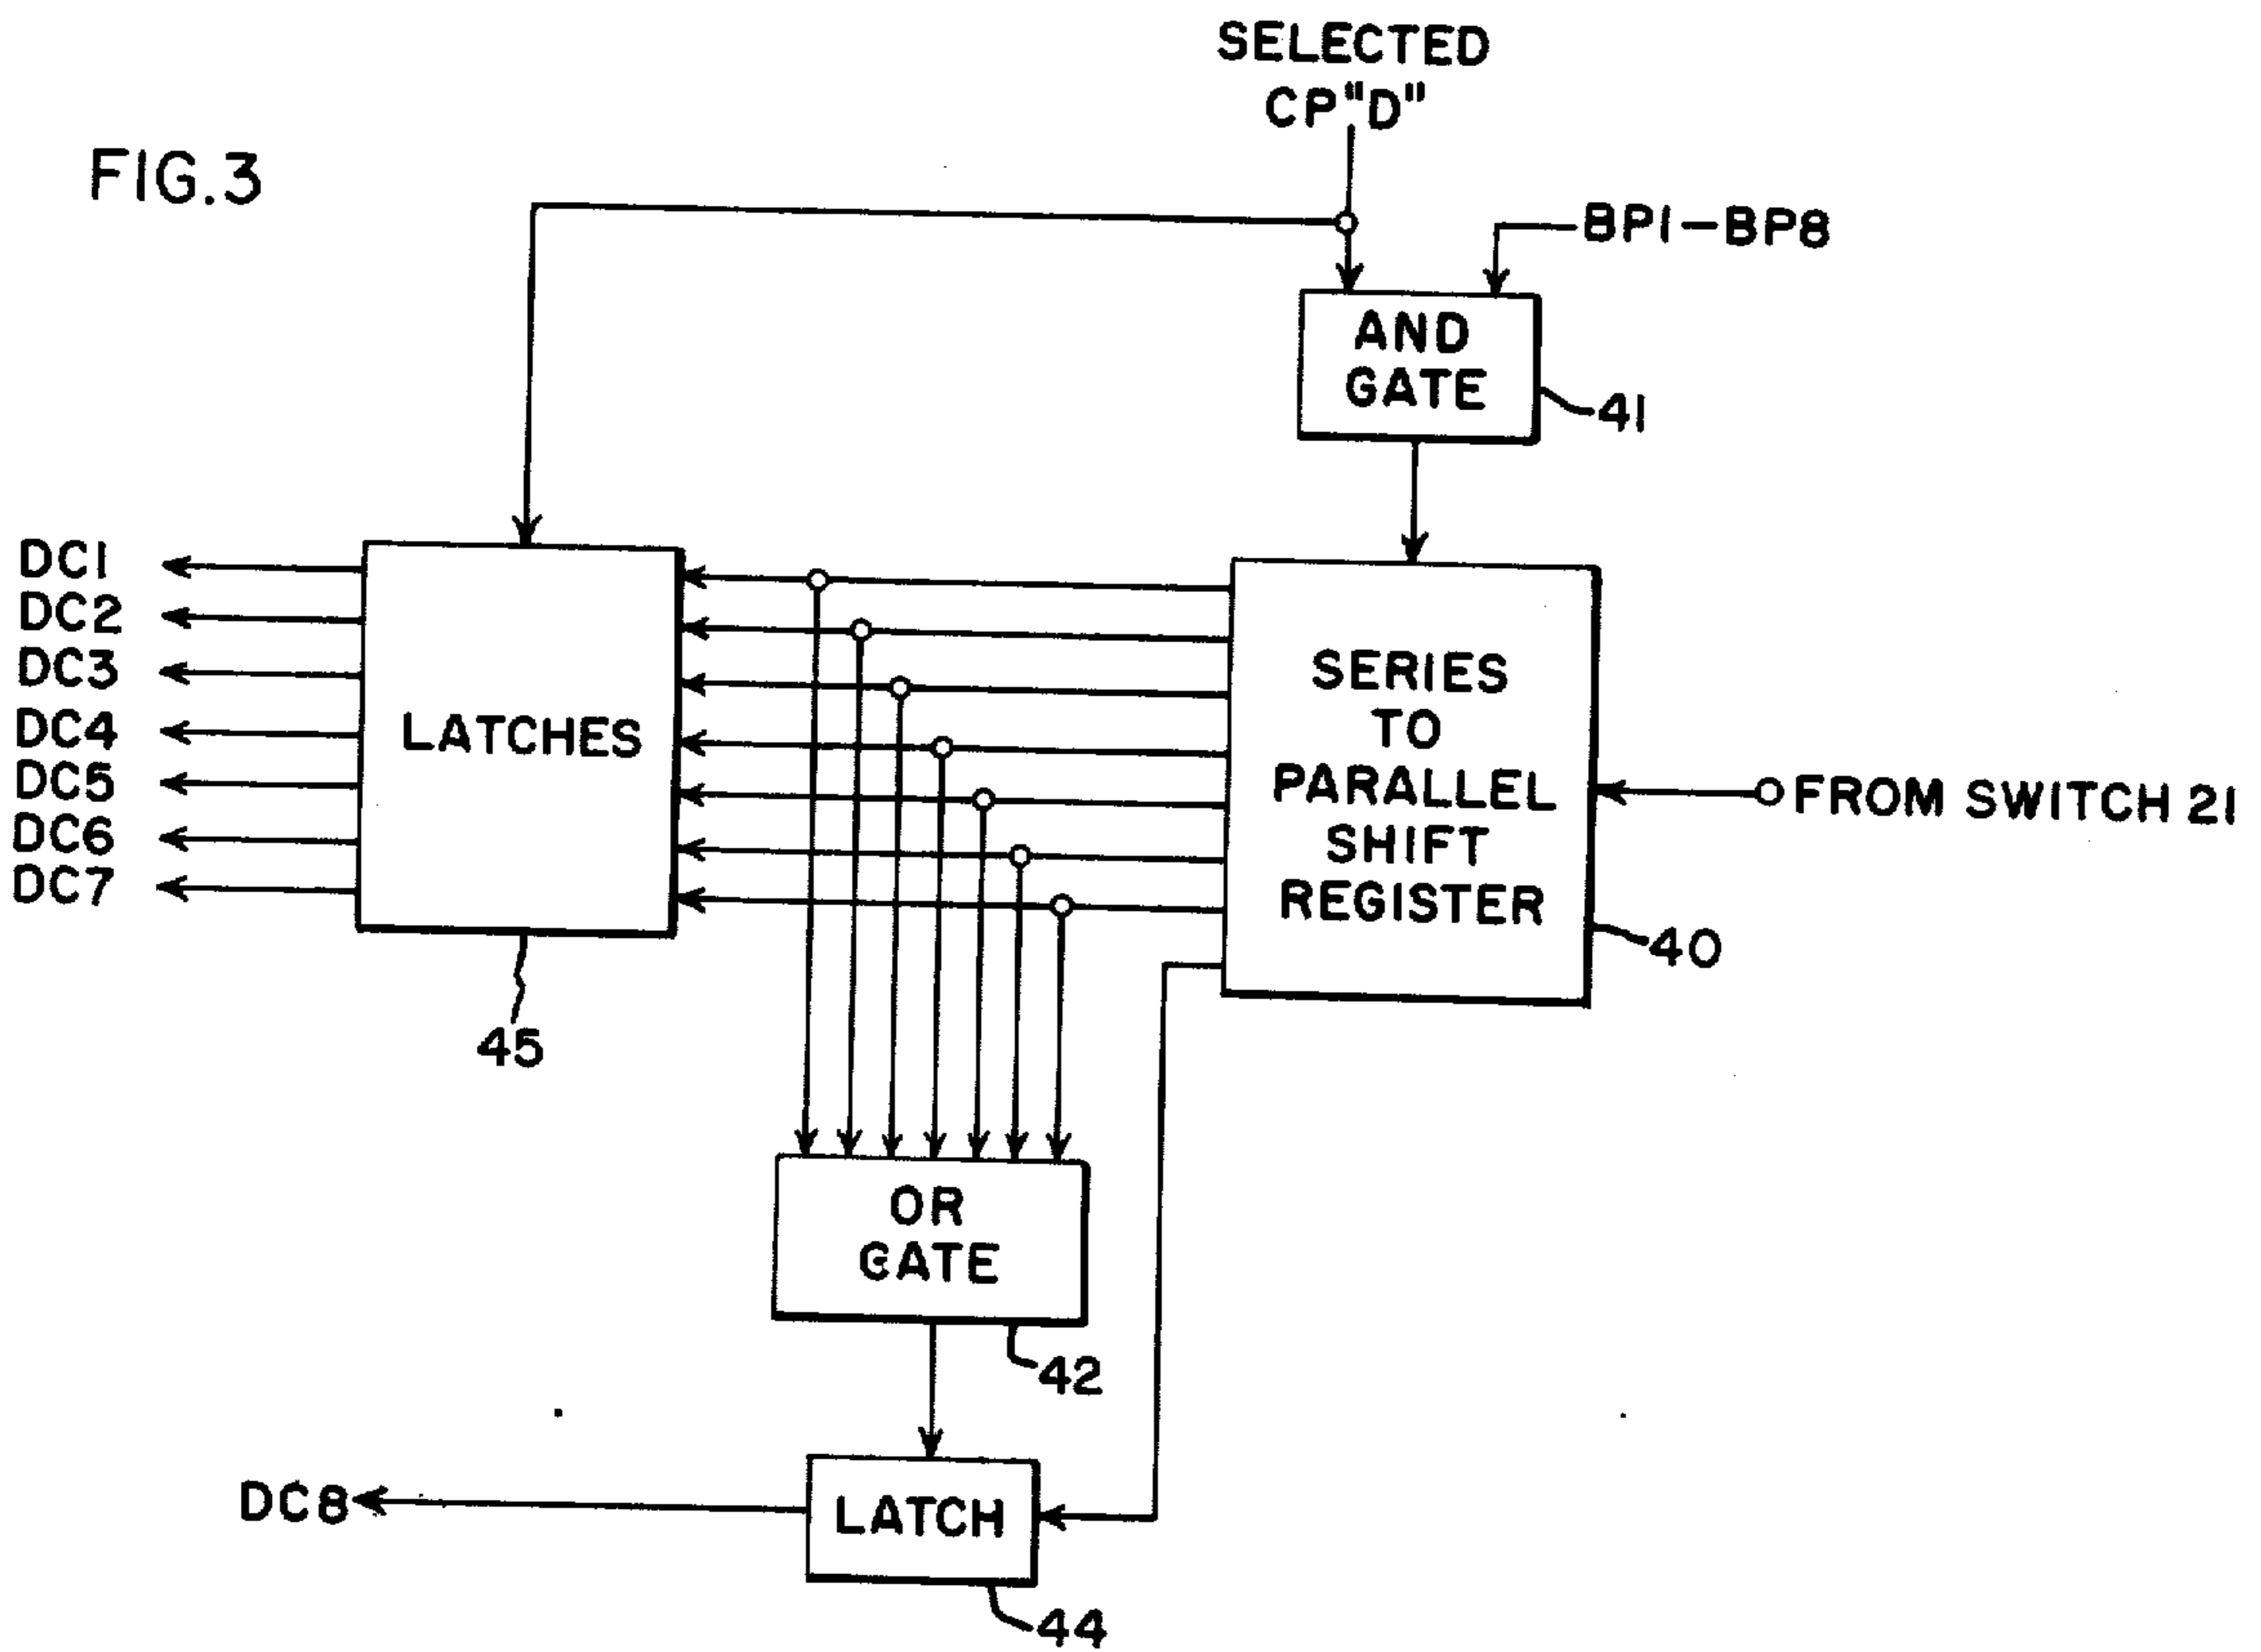 SELECTED
CP"D"
FIG.3
BP1-BP8
AND
GATE
41
DC1
DC2
DC3
DC4
DC5
DC6
DC7
LATCHES
45
SERIES
TO
PARALLEL
SHIFT
REGISTER
40
FROM SWITCH 21
OR
GATE
42
DC8
LATCH
44